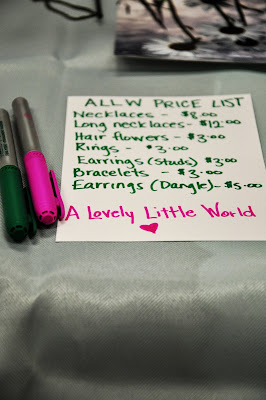 ALLW PRICE LIST
Necklaces - $8.00
Long necklaces - $12.00
Hair flowers - $3.00
Rings - $3.00
Earrings (Studs) $3.00
Bracelets - $3.00
Earrings (Dangle) - $5.00
A Lovely Little World